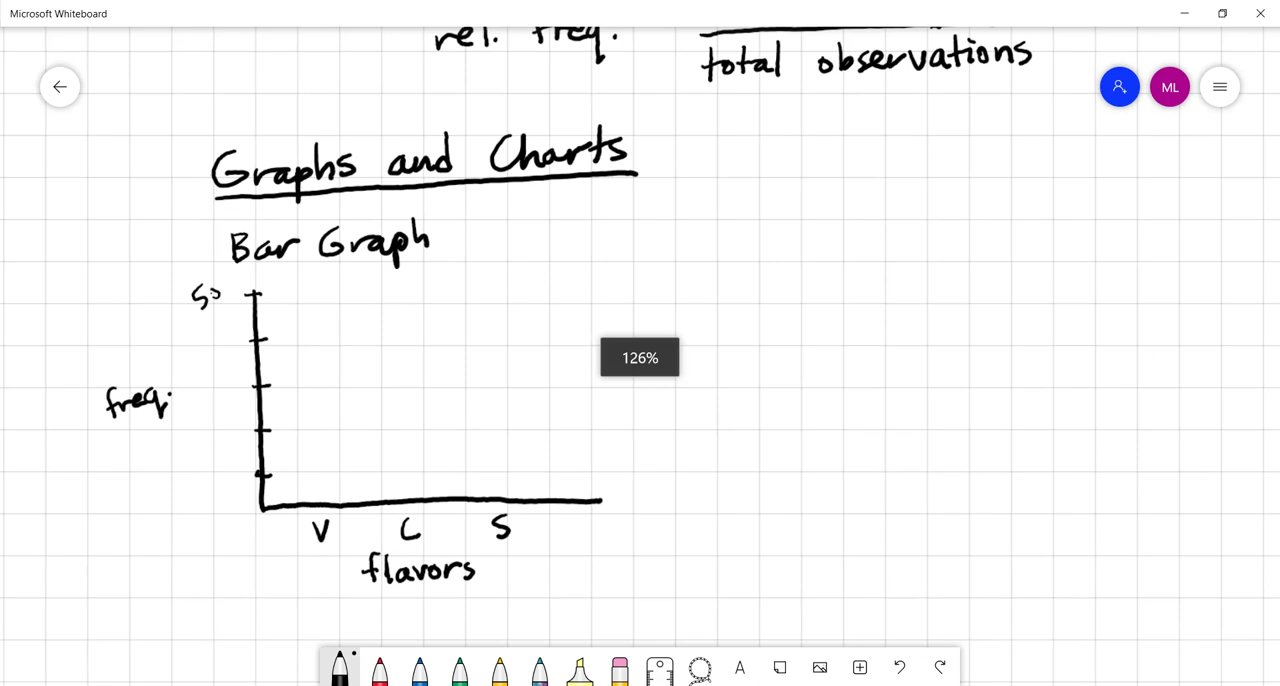 Microsoft Whiteboard
rel. freq.
total observations
ML
Graphs and Charts
Bar Graph
50
126%
freq.
V C S
flavors
A